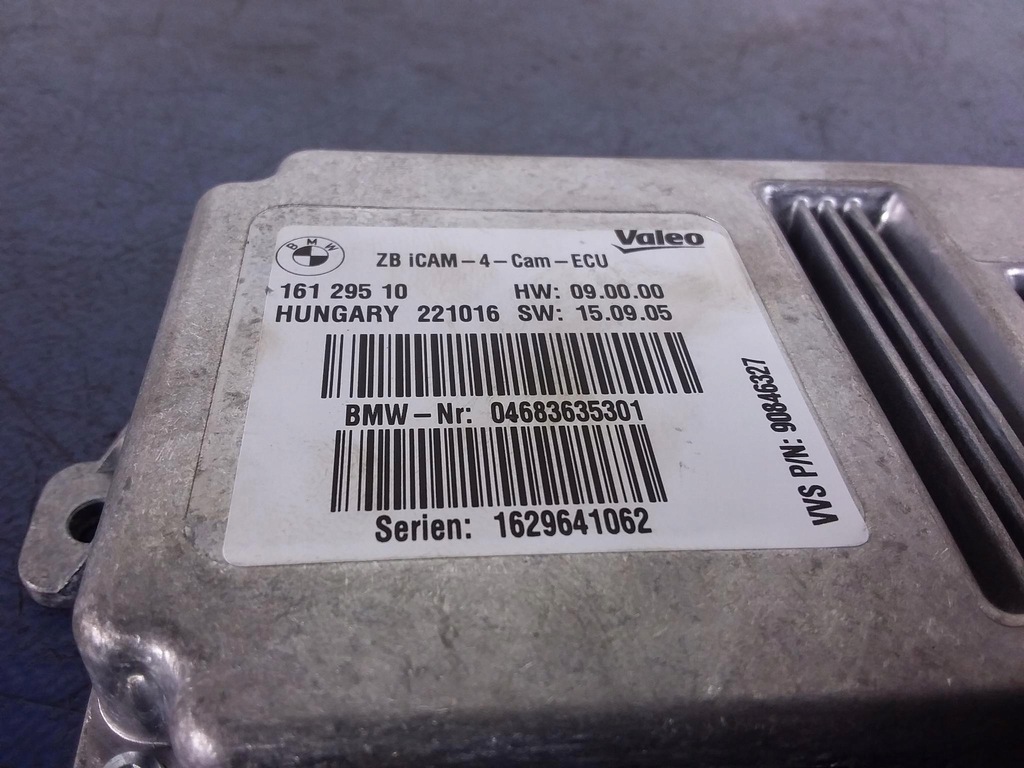 BMW
Valeo
ZB iCAM-4-Cam-ECU
161 295 10 HW: 09.00.00
HUNGARY 221016 SW: 15.09.05
BMW-Nr: 04683635301
Serien: 1629641062
VVS P/N: 90846327